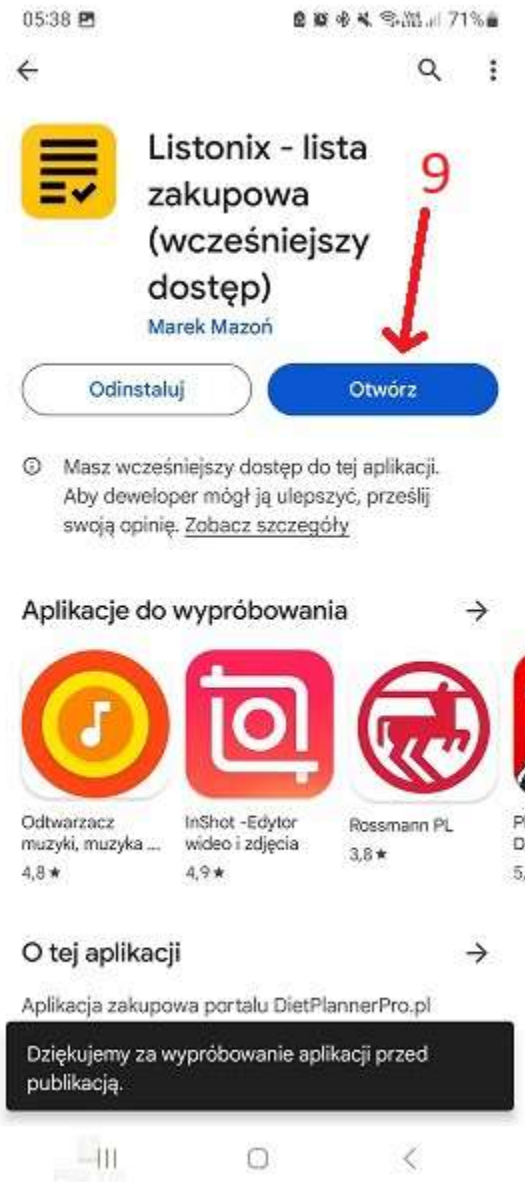 05:38
71%
Listonix - lista
zakupowa
(wcześniejszy
dostęp)
9
Marek Mazoń
Odinstaluj
Otwórz
Masz wcześniejszy dostęp do tej aplikacji.
Aby deweloper mógł ją ulepszyć, prześlij
swoją opinię. Zobacz szczegóły
Aplikacje do wypróbowania
Odtwarzacz
muzyki, muzyka ...
4,8★
InShot -Edytor
wideo i zdjęcia
4,9★
Rossmann PL
3,8★
O tej aplikacji
Aplikacja zakupowa portalu DietPlannerPro.pl
Dziękujemy za wypróbowanie aplikacji przed
publikacją.